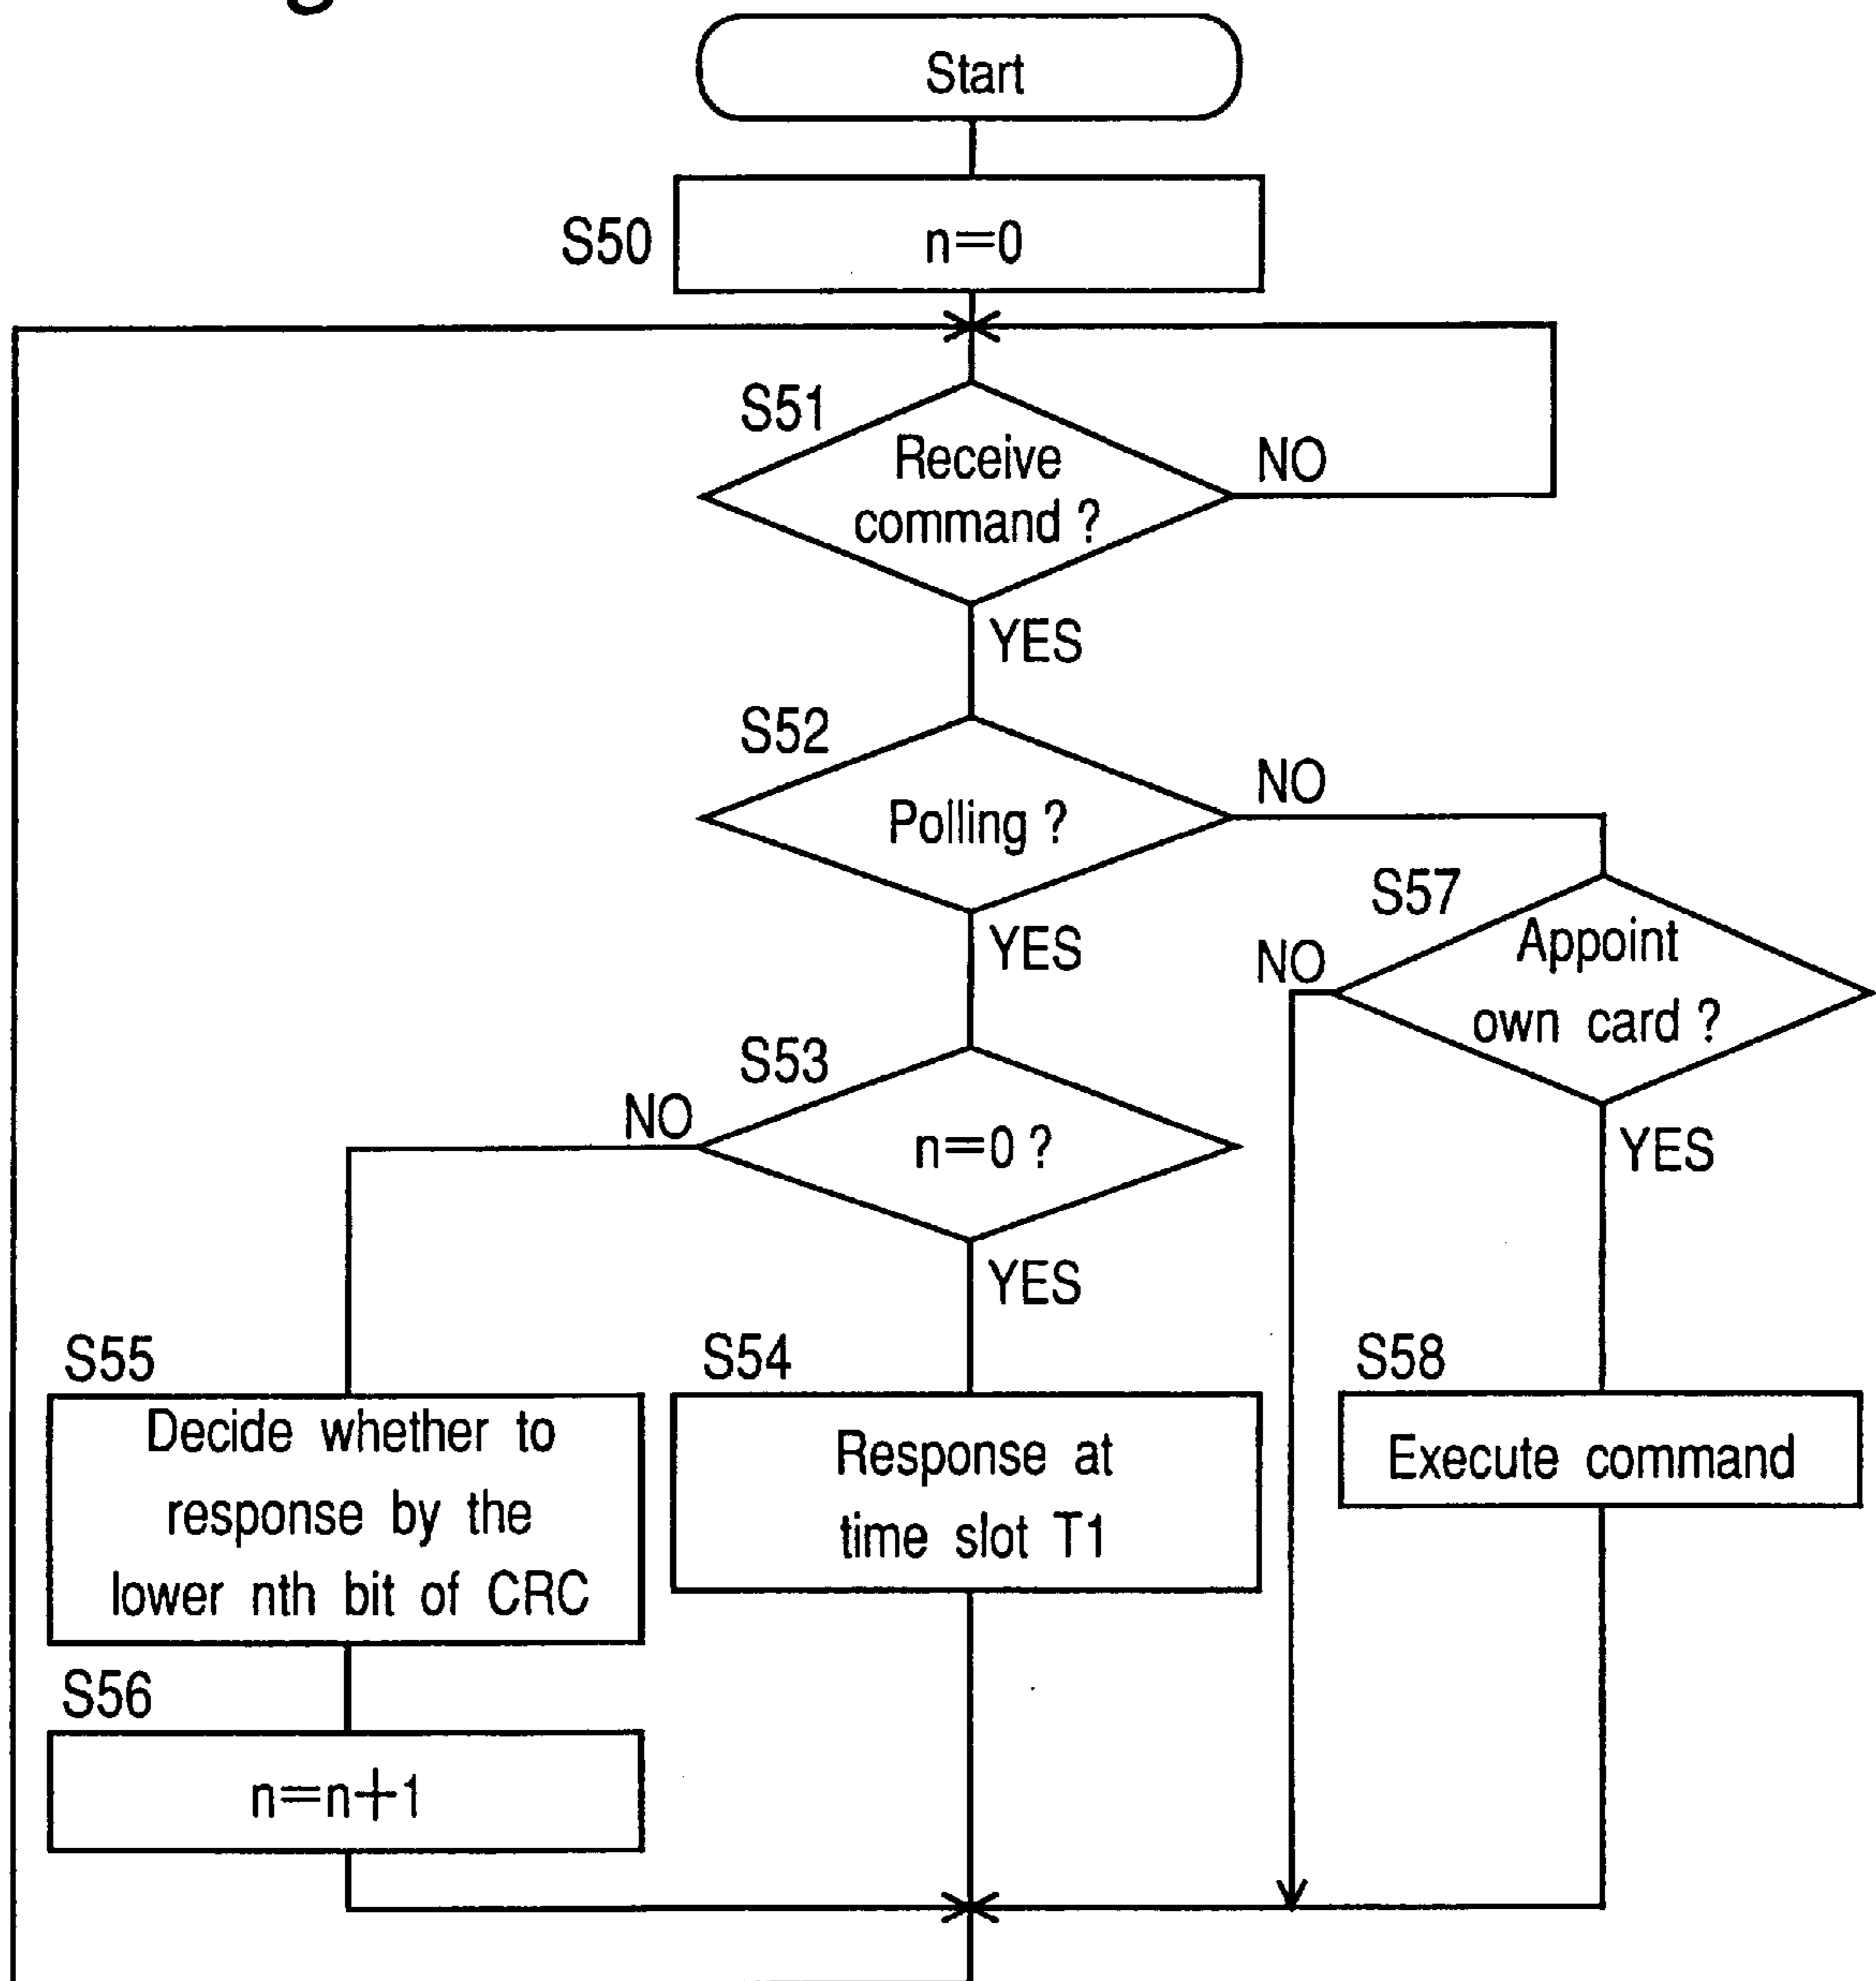 Start
S50
n=0
S51
Receive
command ?
NO
YES
S52
Polling ?
NO
YES
S57
Appoint
own card ?
NO
YES
S53
n=0 ?
NO
YES
S55
Decide whether to
response by the
lower nth bit of CRC
S54
Response at
time slot T1
S58
Execute command
S56
n=n+1